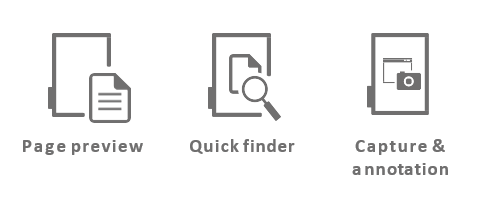 Page preview
Quick finder
Capture &
annotation